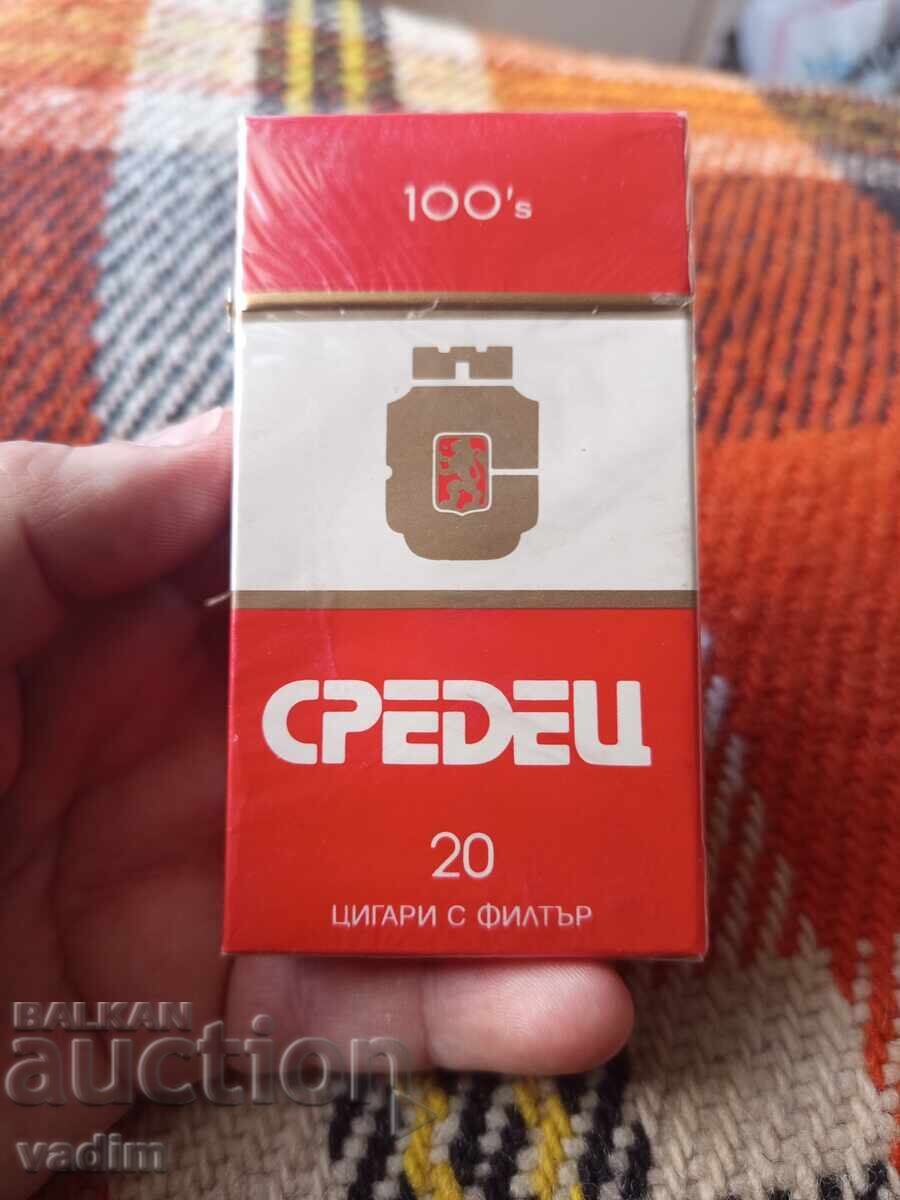 100's
СРЕДЕЦ
20
ЦИГАРИ С ФИЛТЪР
BALKAN
auction
vadim